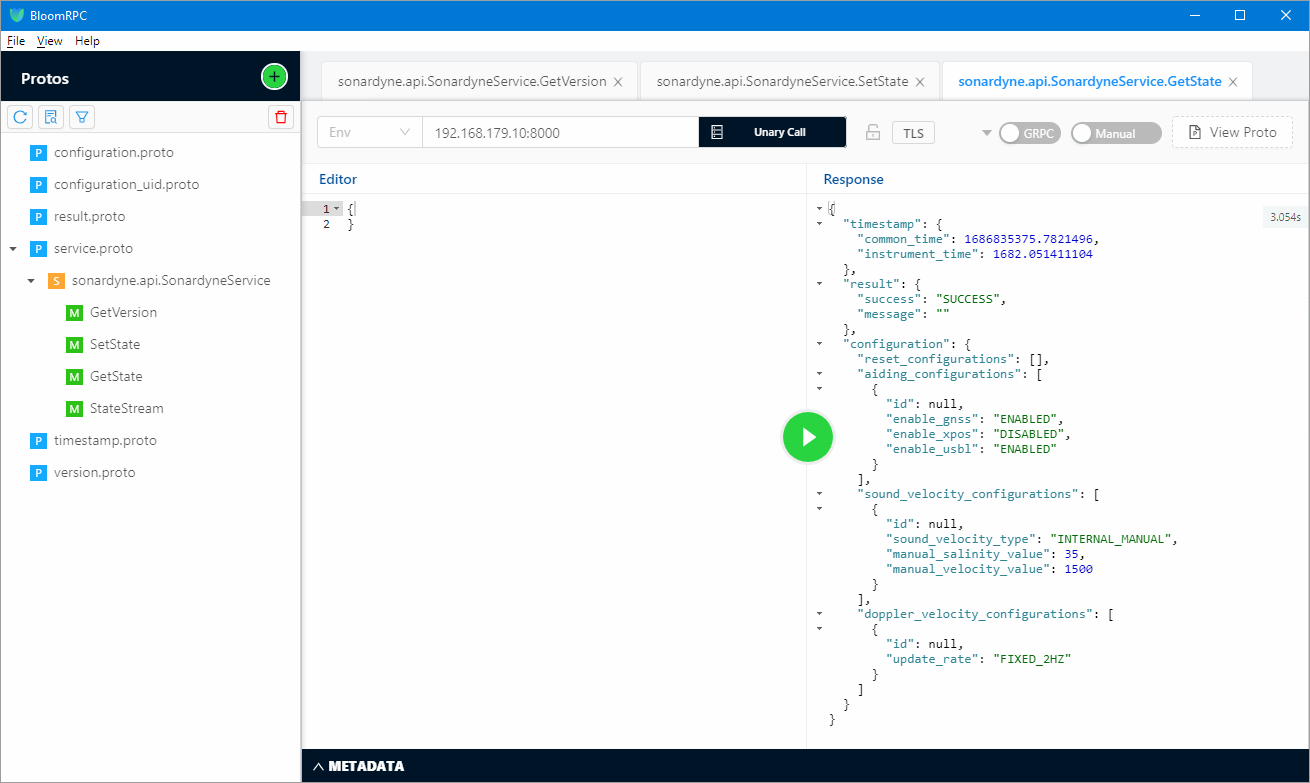 BloomRPC
File View Help
Protos
sonardyne.api.SonardyneService.GetVersion
sonardyne.api.SonardyneService.SetState
sonardyne.api.SonardyneService.GetState
Env
192.168.179.10:8000
Unary Call
TLS
GRPC
Manual
View Proto
P configuration.proto
P configuration_uid.proto
P result.proto
P service.proto
S sonardyne.api.SonardyneService
M GetVersion
M SetState
M GetState
M StateStream
P timestamp.proto
P version.proto
Editor
1 {
2 }
Response
3.054s
{
"timestamp": {
"common_time": 1686835375.7821496,
"instrument_time": 1682.051411104
},
"result": {
"success": "SUCCESS",
"message": ""
},
"configuration": {
"reset_configurations": [],
"aiding_configurations": [
{
"id": null,
"enable_gnss": "ENABLED",
"enable_xpos": "DISABLED",
"enable_usbl": "ENABLED"
}
],
"sound_velocity_configurations": [
{
"id": null,
"sound_velocity_type": "INTERNAL_MANUAL",
"manual_salinity_value": 35,
"manual_velocity_value": 1500
}
],
"doppler_velocity_configurations": [
{
"id": null,
"update_rate": "FIXED_2HZ"
}
]
}
}
METADATA